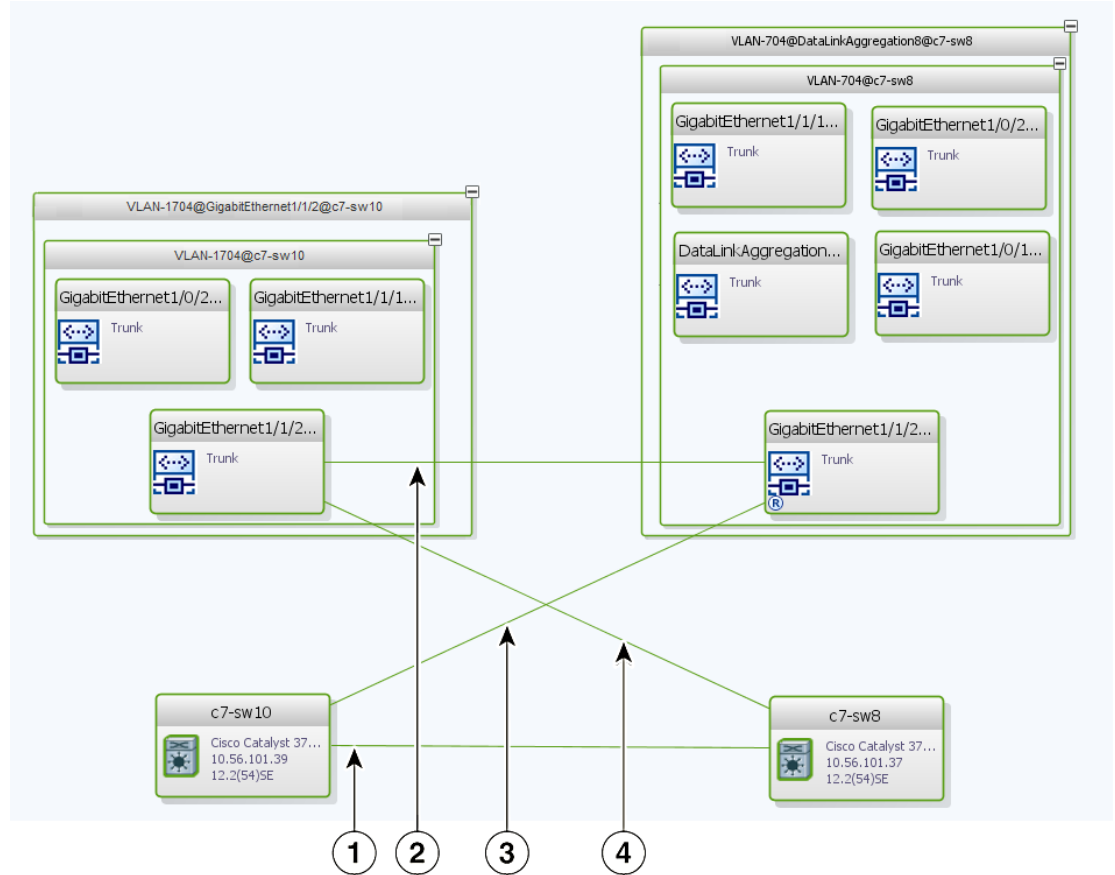 VLAN-704@DataLinkAggregation8@c7-sw8
VLAN-704@c7-sw8
GigabitEthernet1/1/1...
Trunk
GigabitEthernet1/0/2...
Trunk
DataLinkAggregation...
Trunk
GigabitEthernet1/0/1...
Trunk
GigabitEthernet1/1/2...
Trunk
R
VLAN-1704@GigabitEthernet1/1/2@c7-sw10
VLAN-1704@c7-sw10
GigabitEthernet1/0/2...
Trunk
GigabitEthernet1/1/1...
Trunk
GigabitEthernet1/1/2...
Trunk
c7-sw10
Cisco Catalyst 37...
10.56.101.39
12.2(54)SE
c7-sw8
Cisco Catalyst 37...
10.56.101.37
12.2(54)SE
1
2
3
4